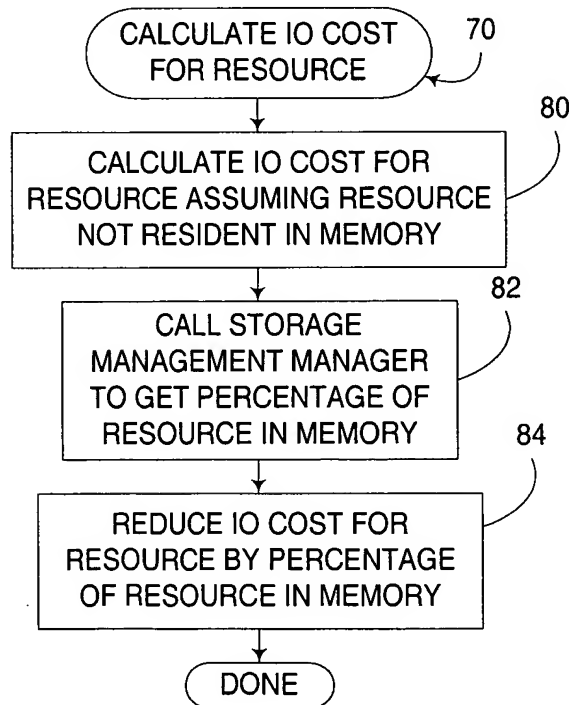 CALCULATE IO COST
FOR RESOURCE
70
80
CALCULATE IO COST FOR
RESOURCE ASSUMING RESOURCE
NOT RESIDENT IN MEMORY
82
CALL STORAGE
MANAGEMENT MANAGER
TO GET PERCENTAGE OF
RESOURCE IN MEMORY
84
REDUCE IO COST FOR
RESOURCE BY PERCENTAGE
OF RESOURCE IN MEMORY
DONE